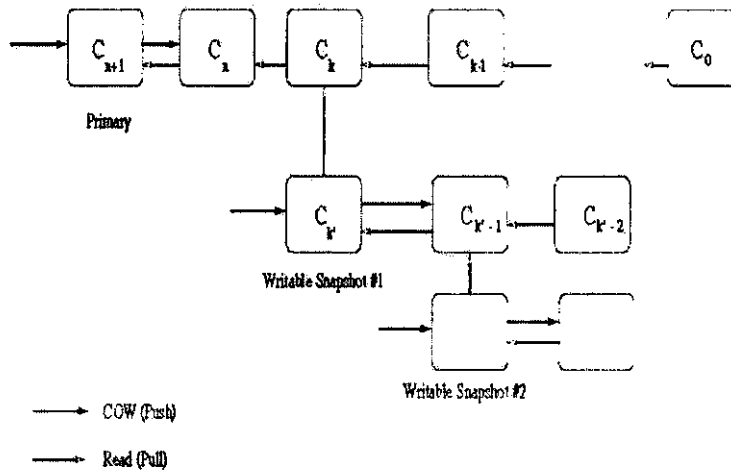 C n+1
C n
C k
C k-1
C 0
Primary
C k'
C k'-1
C k'-2
Writable Snapshot #1
Writable Snapshot #2
COW (Push)
Read (Pull)